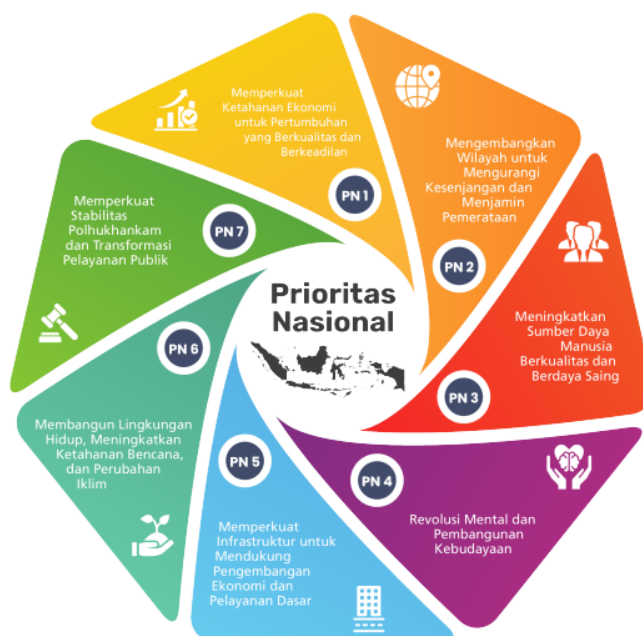 Prioritas
Nasional
Memperkuat
Ketahanan Ekonomi
untuk Pertumbuhan
yang Berkualitas dan
Berkeadilan
PN 1
Mengembangkan
Wilayah untuk
Mengurangi
Kesenjangan dan
Menjamin
Pemerataan
PN 2
Meningkatkan
Sumber Daya
Manusia
Berkualitas dan
Berdaya Saing
PN 3
PN 4
Revolusi Mental dan
Pembangunan
Kebudayaan
PN 5
Memperkuat
Infrastruktur untuk
Mendukung
Pengembangan
Ekonomi dan
Pelayanan Dasar
PN 6
Membangun Lingkungan
Hidup, Meningkatkan
Ketahanan Bencana,
dan Perubahan
Iklim
Memperkuat
Stabilitas
Polhukhankam
dan Transformasi
Pelayanan Publik
PN 7